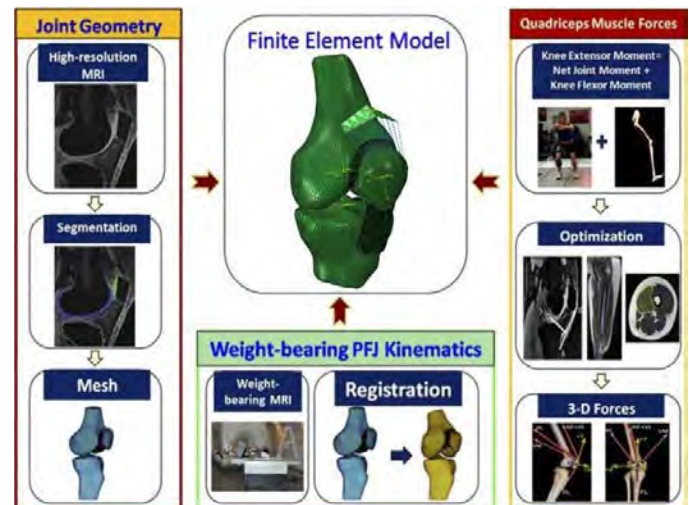 Joint Geometry
High-resolution
MRI
Segmentation
Mesh
Finite Element Model
Weight-bearing PFJ Kinematics
Weight-
bearing MRI
Registration
Quadriceps Muscle Forces
Knee Extensor Moment=
Net Joint Moment +
Knee Flexor Moment
+
Optimization
3-D Forces